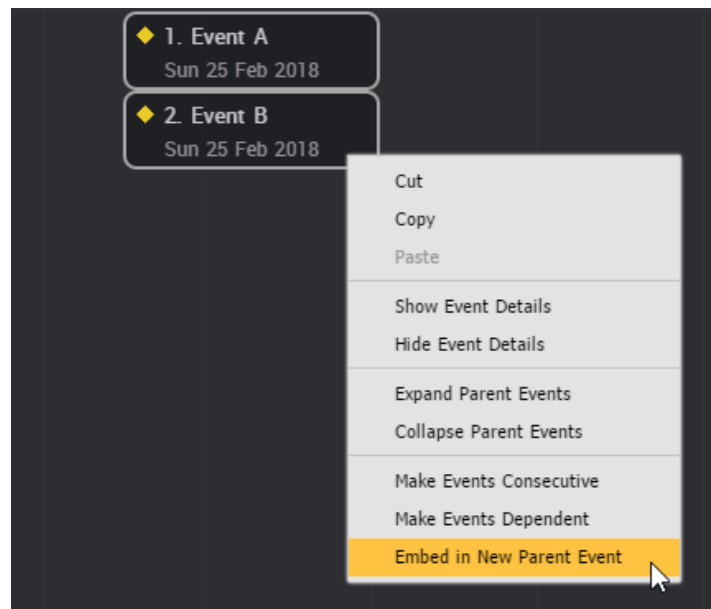 1. Event A
Sun 25 Feb 2018
2. Event B
Sun 25 Feb 2018
Cut
Copy
Paste
Show Event Details
Hide Event Details
Expand Parent Events
Collapse Parent Events
Make Events Consecutive
Make Events Dependent
Embed in New Parent Event